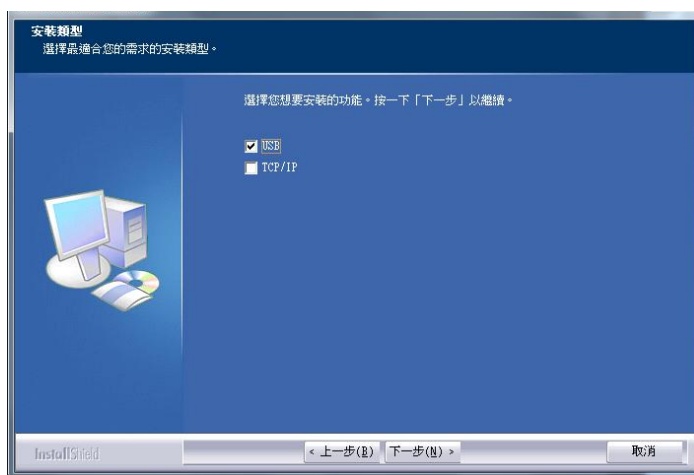 安裝類型
選擇最適合您的需求的安裝類型。
選擇您想要安裝的功能。按一下「下一步」以繼續。
USB
TCP/IP
InstallShield
< 上一步(B) 下一步(N) > 取消